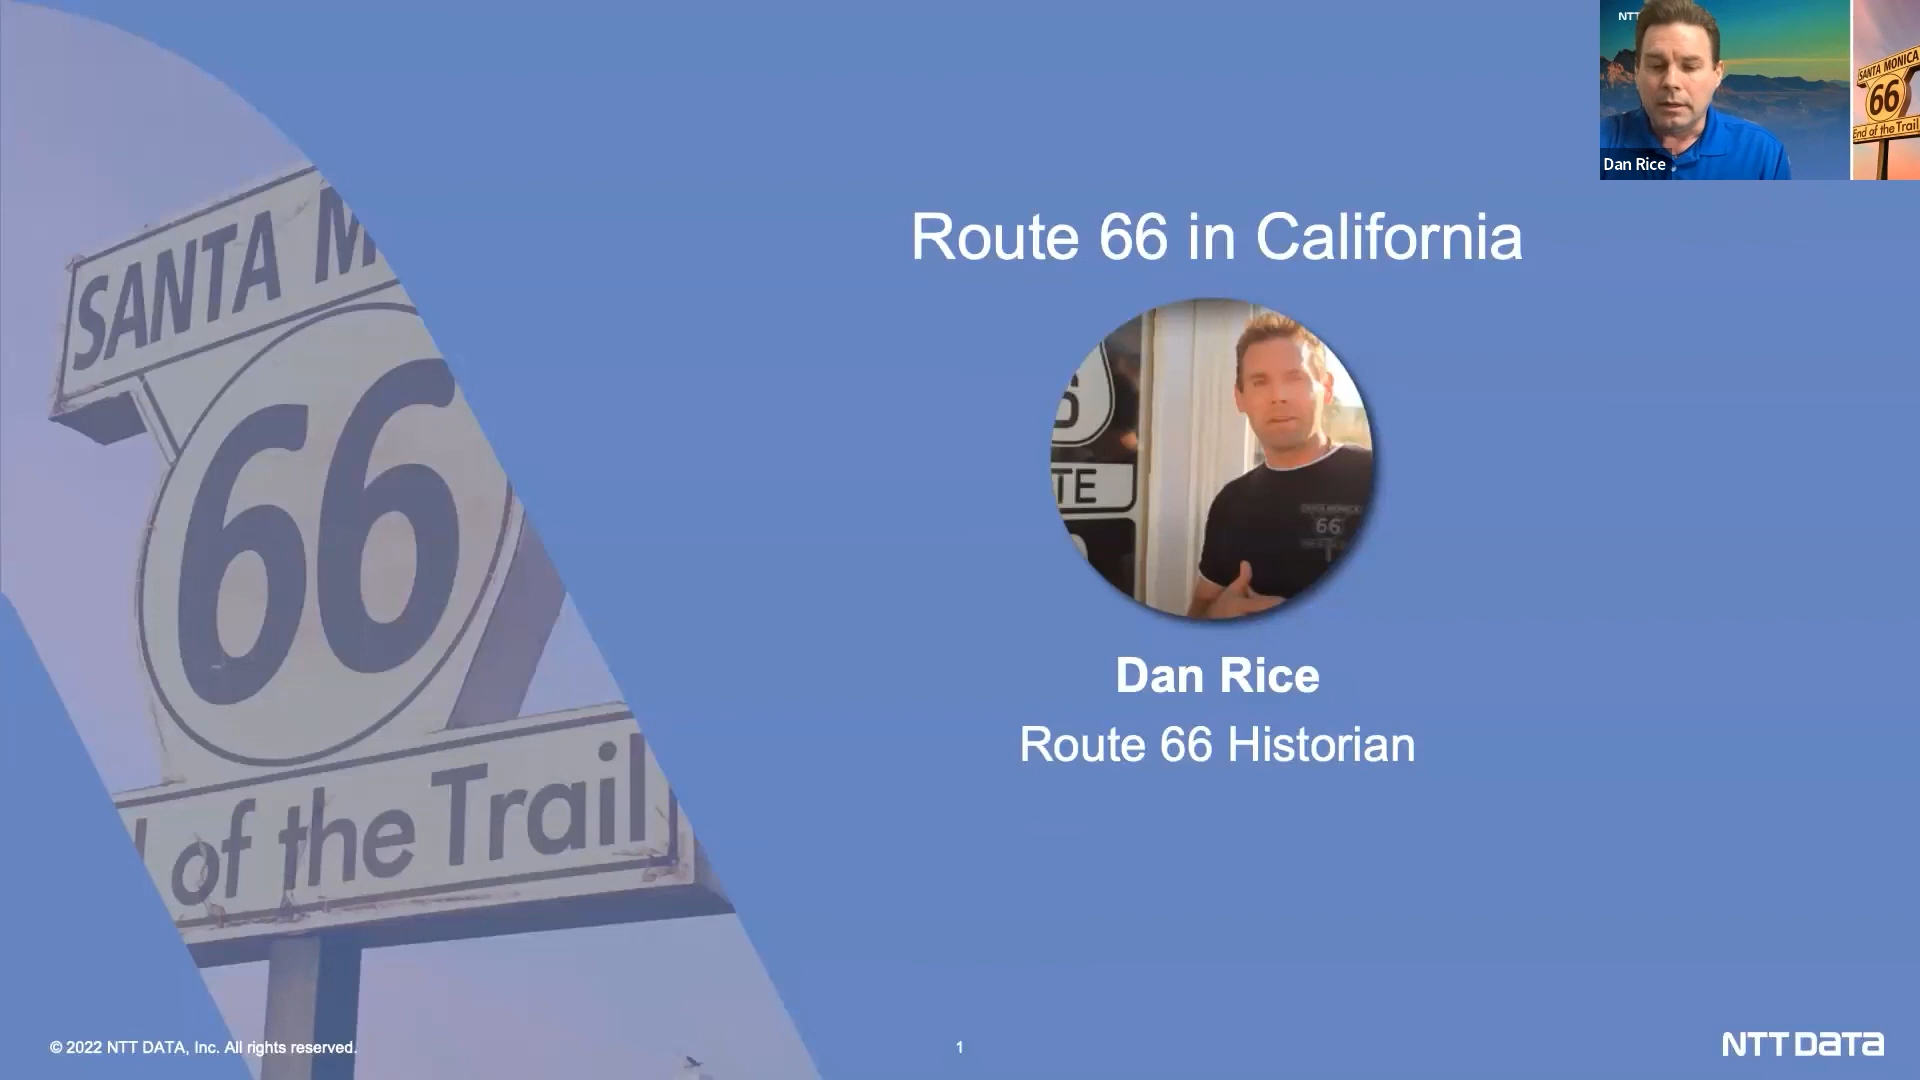 NTT
SANTA MONICA
66
End of the Trail
Dan Rice
Route 66 in California
SANTA M
66
of the Trail
6
TE
66
Dan Rice
Route 66 Historian
© 2022 NTT DATA, Inc. All rights reserved.
1
NTT DATA